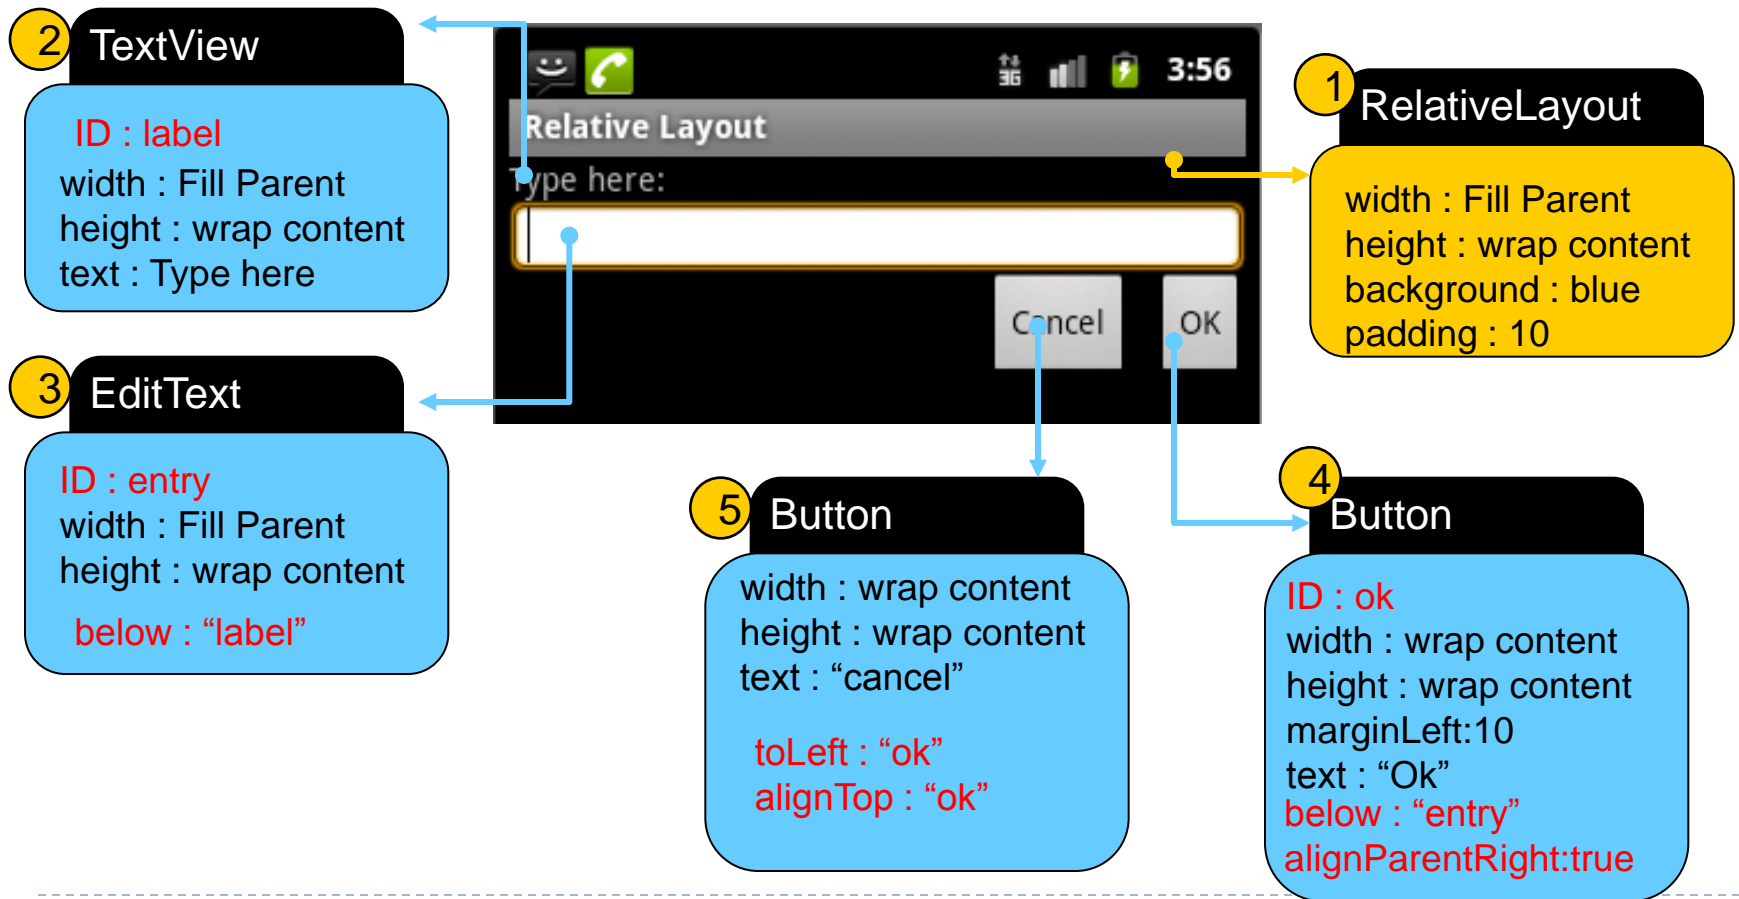 2
TextView
ID : label
width : Fill Parent
height : wrap content
text : Type here
3G
3:56
Relative Layout
Type here:
Cancel
OK
1
RelativeLayout
width : Fill Parent
height : wrap content
background : blue
padding : 10
3
EditText
ID : entry
width : Fill Parent
height : wrap content
below : “label”
5
Button
width : wrap content
height : wrap content
text : “cancel”
toLeft : “ok”
alignTop : “ok”
4
Button
ID : ok
width : wrap content
height : wrap content
marginLeft:10
text : “Ok”
below : “entry”
alignParentRight:true